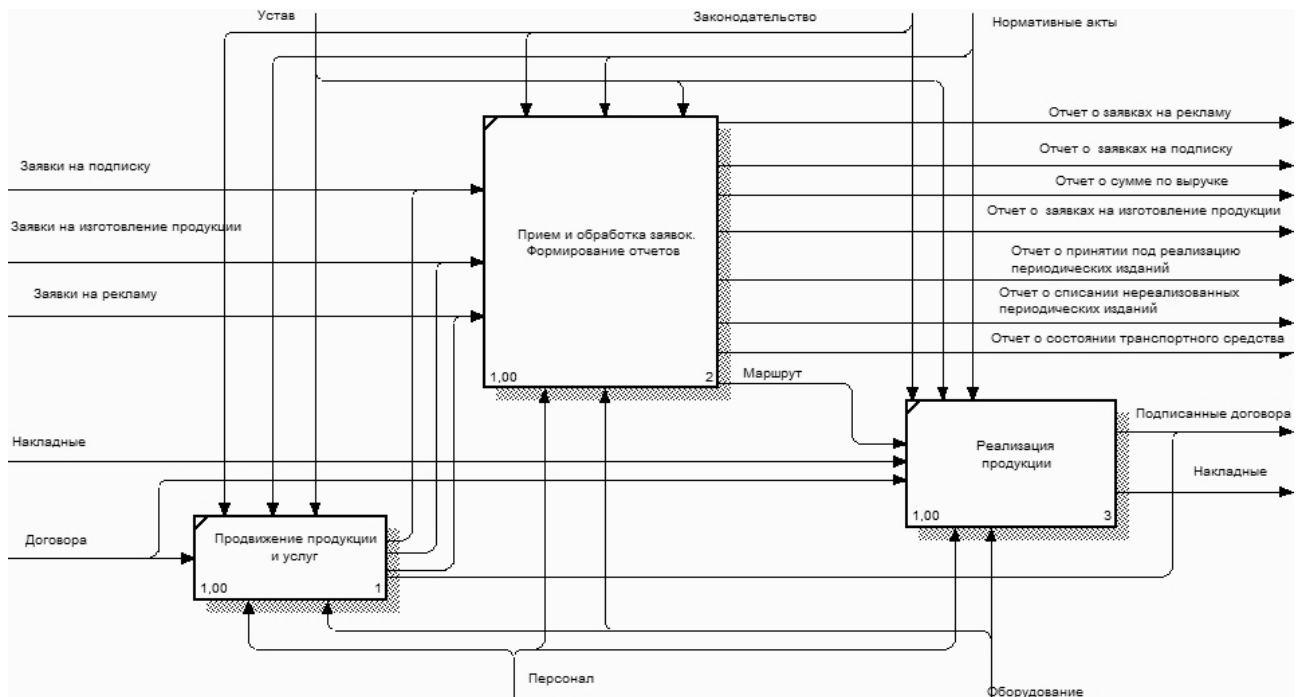 Устав
Законодательство
Нормативные акты
Отчет о заявках на рекламу
Отчет о  заявках на подписку
Заявки на подписку
Отчет о сумме по выручке
Отчет о  заявках на изготовление продукции
Заявки на изготовление продукции
Прием и обработка заявок.
Формирование отчетов
Отчет о принятии под реализацию
периодических изданий
Заявки на рекламу
Отчет о списании нереализованных
периодических изданий
Отчет о состоянии транспортного средства
1,00
2
Маршрут
Подписанные договора
Накладные
Реализация
продукции
Накладные
1,00
3
Договора
Продвижение продукции
и услуг
1,00
1
Персонал
Оборудование